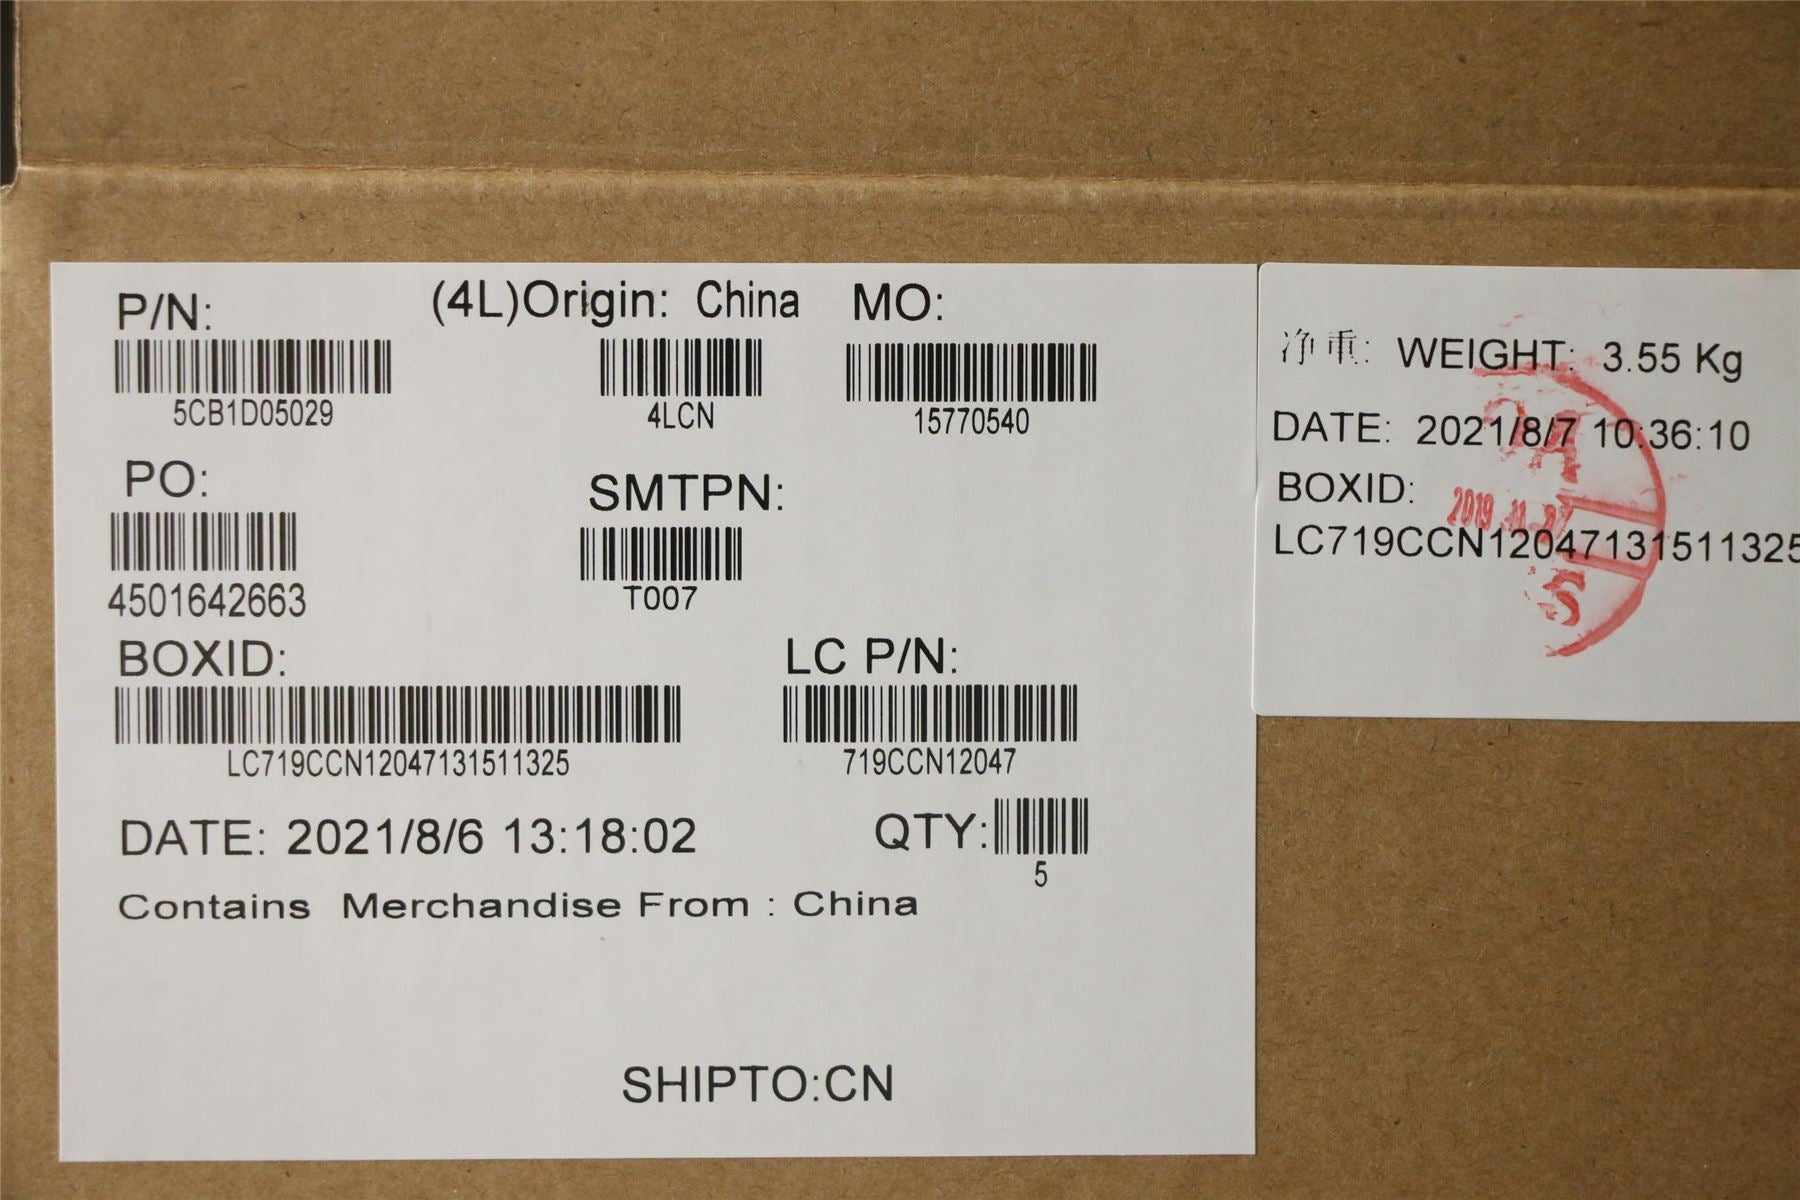 P/N: (4L)Origin: China MO:
5CB1D05029 4LCN 15770540
PO: SMTPN:
4501642663 T007
BOXID: LC P/N:
LC719CCN12047131511325 719CCN12047
DATE: 2021/8/6 13:18:02 QTY:
5
Contains Merchandise From : China
SHIPTO:CN
净重: WEIGHT: 3.55 Kg
DATE: 2021/8/7 10:36:10
BOXID:
LC719CCN12047131511325